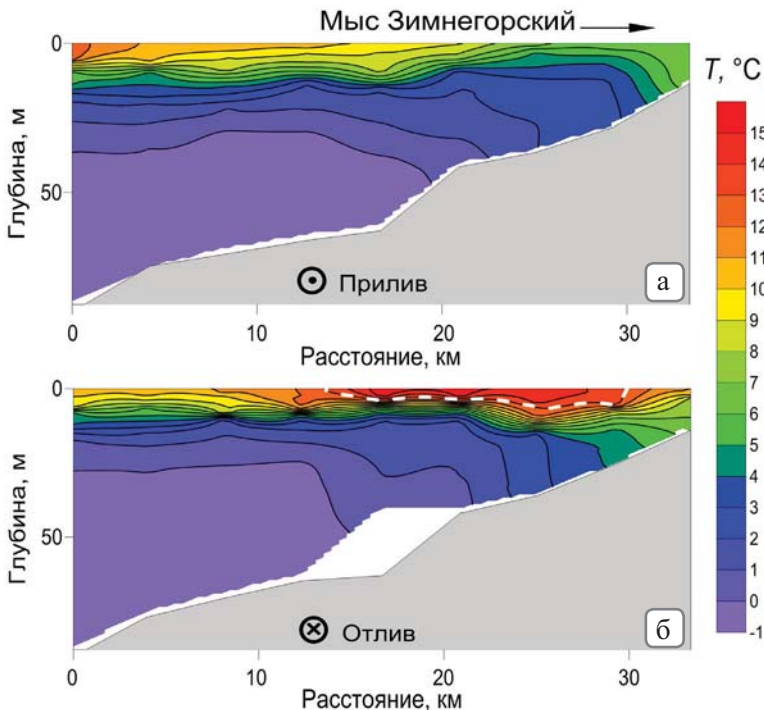 Мыс Зимнегорский
0
50
Глубина, м
Прилив
а
0 10 20 30
Расстояние, км
0
50
Глубина, м
Отлив
б
0 10 20 30
Расстояние, км
T, °C
15
14
13
12
11
10
9
8
7
6
5
4
3
2
1
0
-1